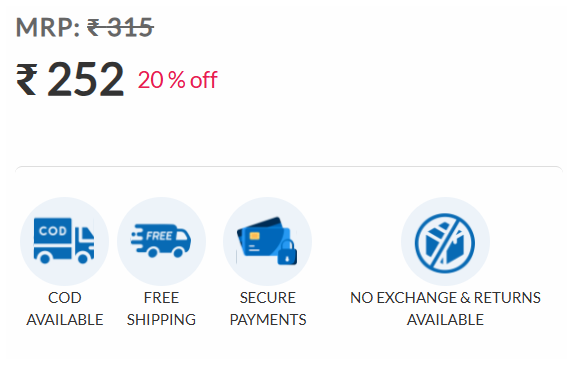 MRP: ₹ 315
₹ 252 20 % off
COD
FREE
COD
AVAILABLE
FREE
SHIPPING
SECURE
PAYMENTS
NO EXCHANGE & RETURNS
AVAILABLE